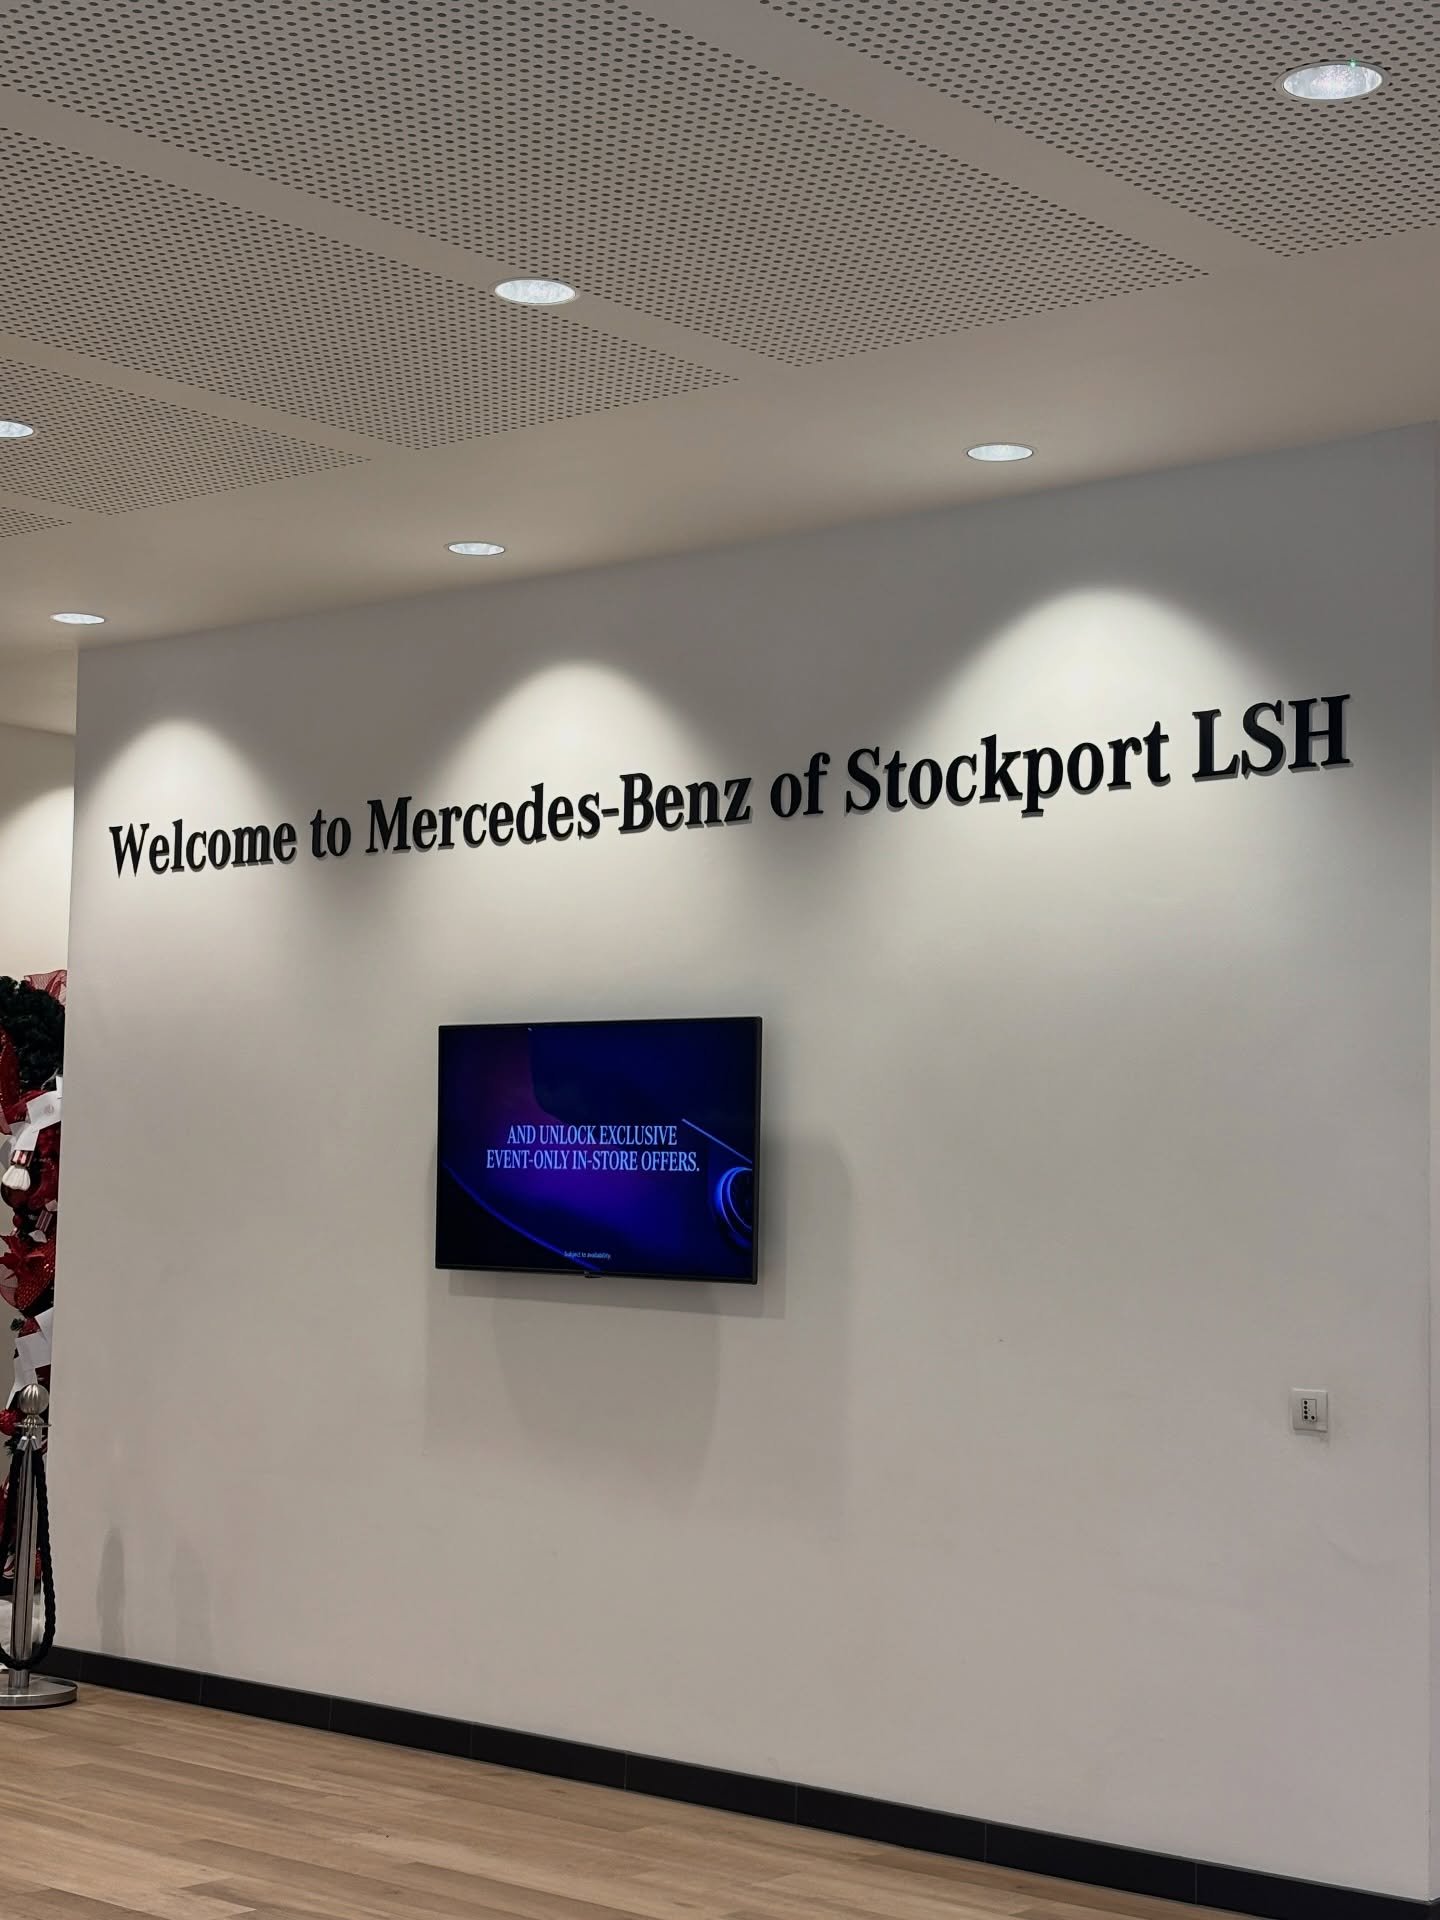 Welcome to Mercedes-Benz of Stockport LSH
AND UNLOCK EXCLUSIVE
EVENT-ONLY IN-STORE OFFERS.
Subject to availability.